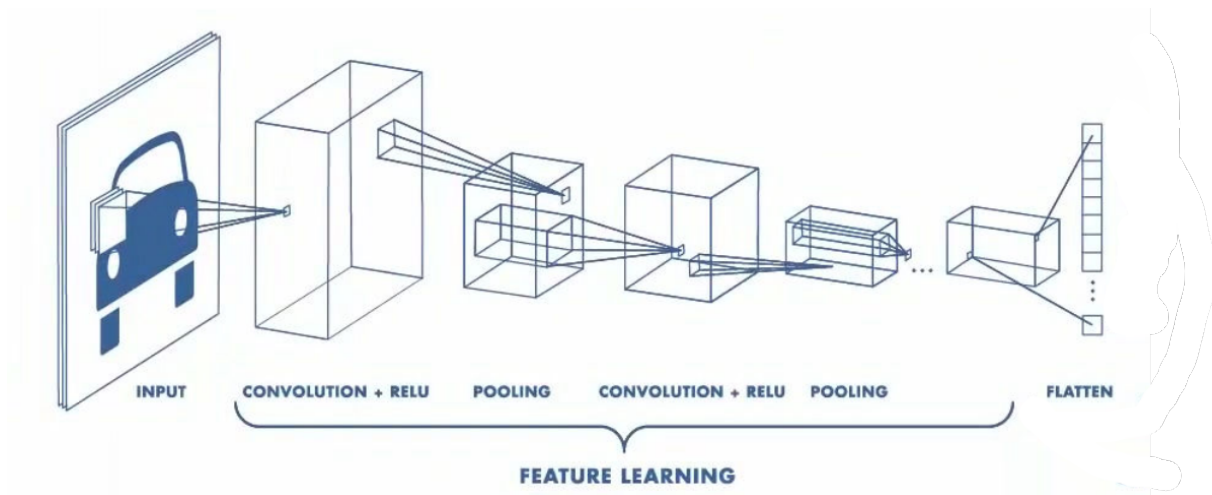 INPUT
CONVOLUTION + RELU
POOLING
CONVOLUTION + RELU
POOLING
FLATTEN
FEATURE LEARNING